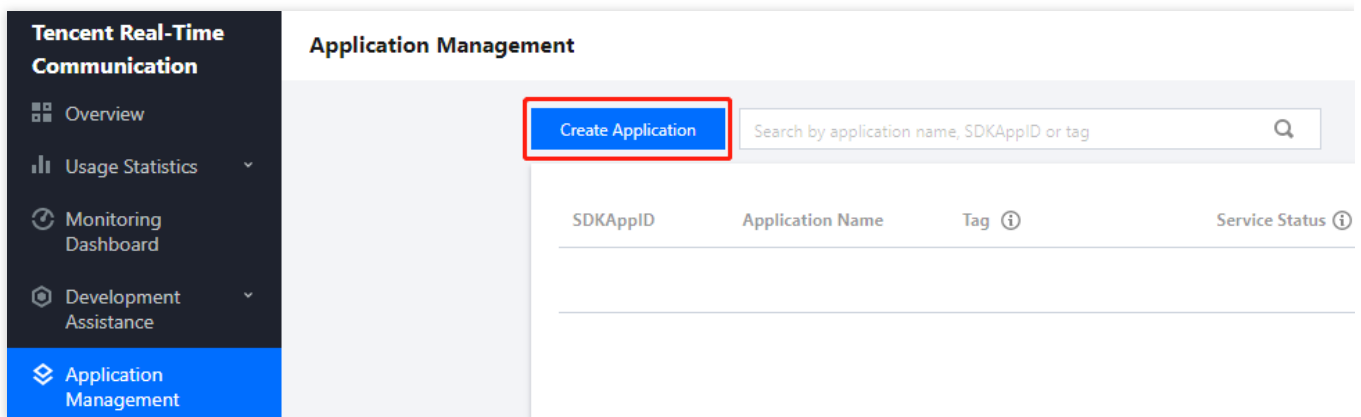 Tencent Real-Time
Communication
Application Management
Overview
Create Application
Search by application name, SDKAppID or tag
Usage Statistics
Monitoring
Dashboard
SDKAppID Application Name Tag Service Status
Development
Assistance
Application
Management